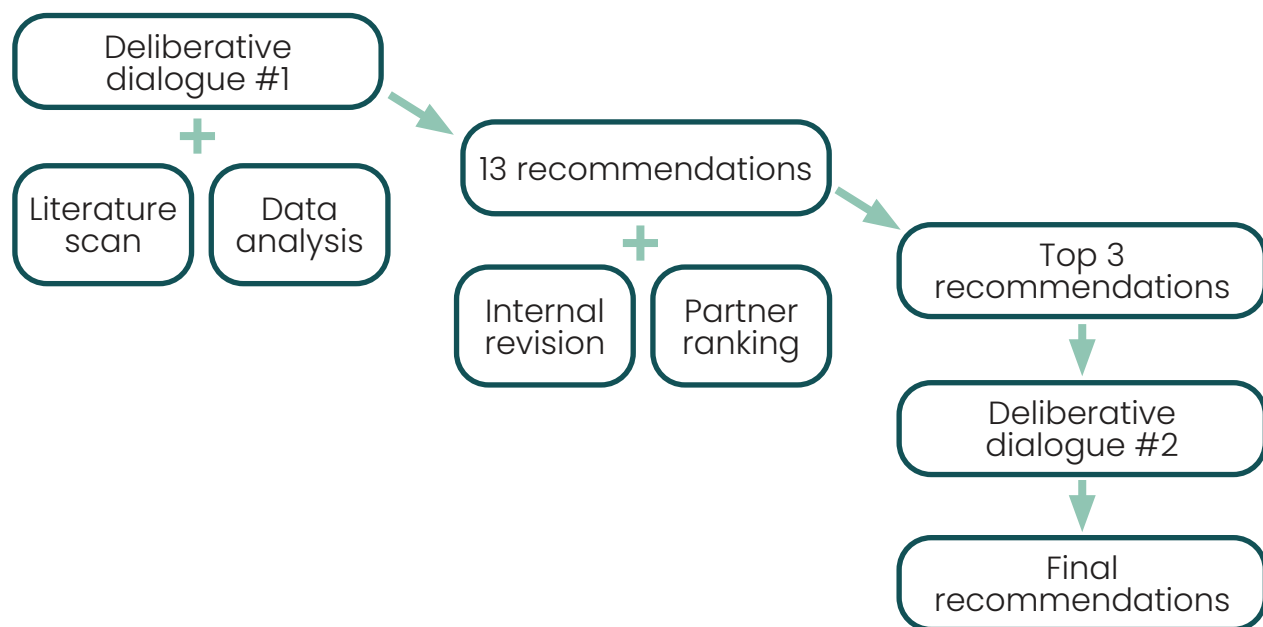 Deliberative
dialogue #1
Literature
scan
Data
analysis
13 recommendations
Internal
revision
Partner
ranking
Top 3
recommendations
Deliberative
dialogue #2
Final
recommendations